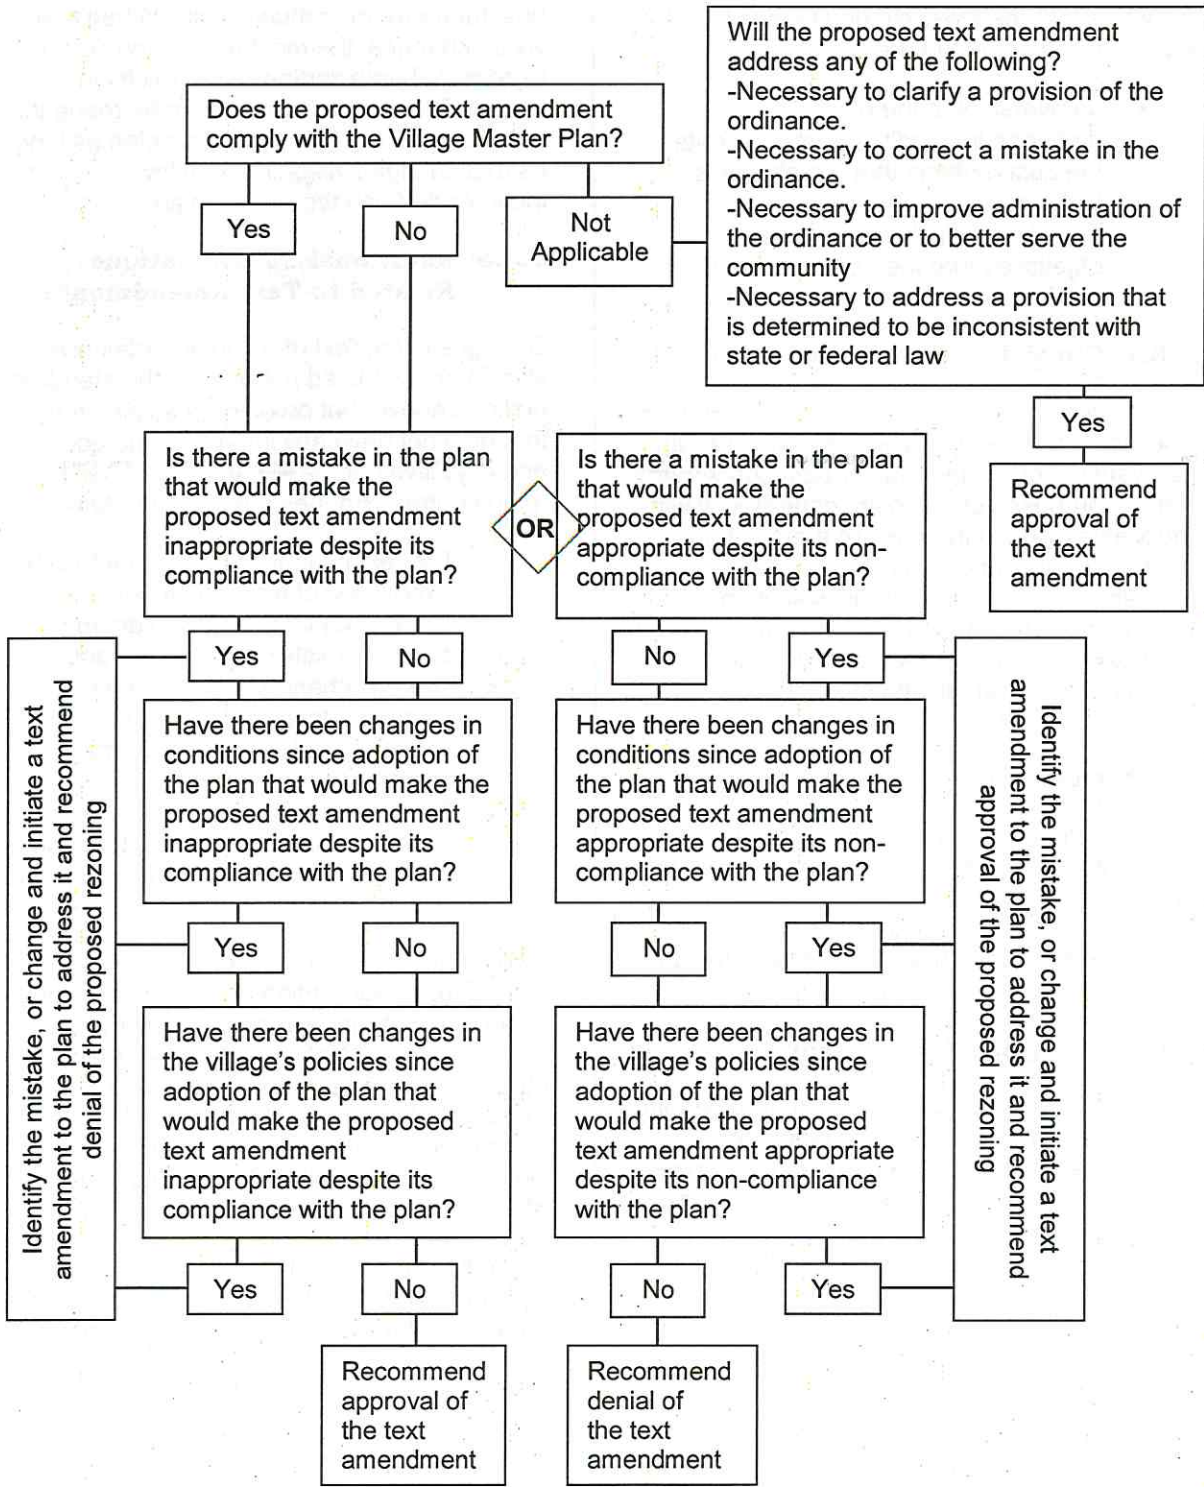 Does the proposed text amendment
comply with the Village Master Plan?
Yes
No
Not
Applicable
Will the proposed text amendment
address any of the following?
-Necessary to clarify a provision of the
ordinance.
-Necessary to correct a mistake in the
ordinance.
-Necessary to improve administration of
the ordinance or to better serve the
community
-Necessary to address a provision that
is determined to be inconsistent with
state or federal law
Yes
Recommend
approval of
the text
amendment
Is there a mistake in the plan
that would make the
proposed text amendment
inappropriate despite its
compliance with the plan?
OR
Is there a mistake in the plan
that would make the
proposed text amendment
appropriate despite its non-
compliance with the plan?
Yes
No
No
Yes
Identify the mistake, or change and initiate a text
amendment to the plan to address it and recommend
denial of the proposed rezoning
Have there been changes in
conditions since adoption of
the plan that would make the
proposed text amendment
inappropriate despite its
compliance with the plan?
Have there been changes in
conditions since adoption of
the plan that would make the
proposed text amendment
appropriate despite its non-
compliance with the plan?
Identify the mistake, or change and initiate a text
amendment to the plan to address it and recommend
approval of the proposed rezoning
Yes
No
No
Yes
Have there been changes in
the village's policies since
adoption of the plan that
would make the proposed
text amendment
inappropriate despite its
compliance with the plan?
Have there been changes in
the village's policies since
adoption of the plan that
would make the proposed
text amendment appropriate
despite its non-compliance
with the plan?
Yes
No
No
Yes
Recommend
approval of
the text
amendment
Recommend
denial of
the text
amendment